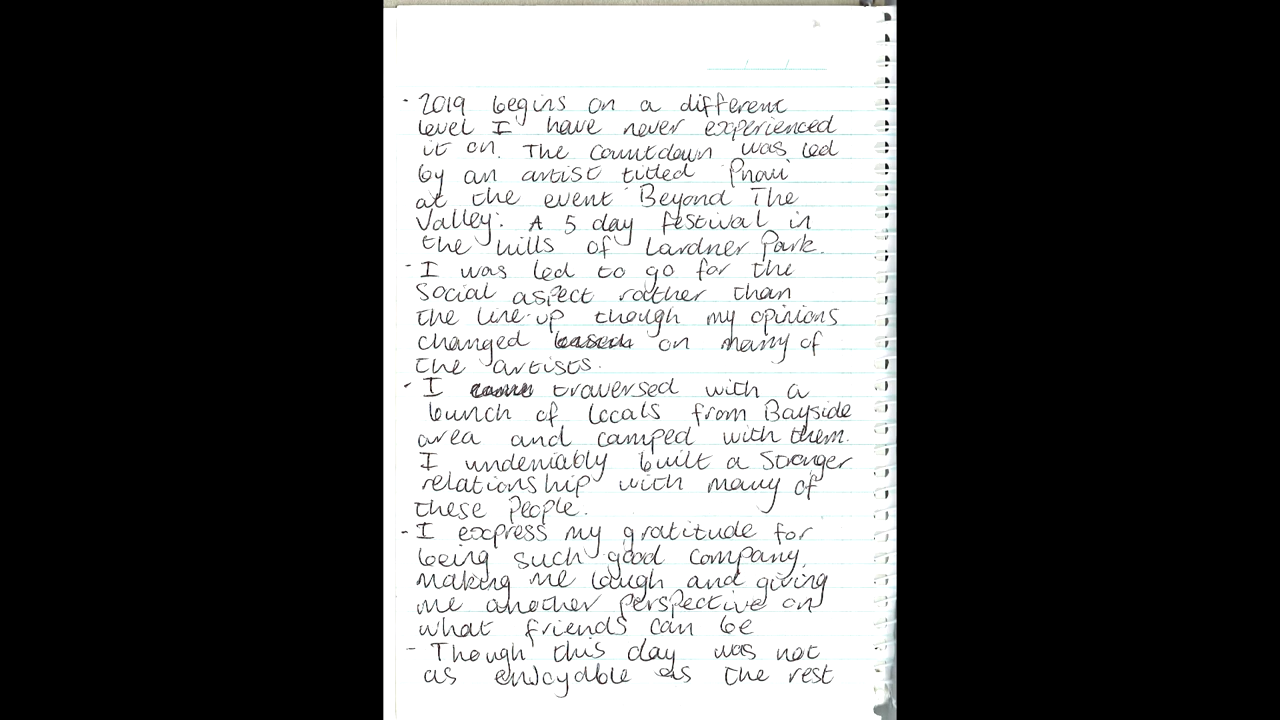 - 2019 begins on a different
level I have never experienced
it on. The countdown was led
by an artist titled 'Pnau'
at the event 'Beyond The
Valley'. A 5 day festival in
the hills of Lardner Park.
- I was led to go for the
social aspect rather than
the line-up though my opinions
changed on many of
the artists.
- I traversed with a
bunch of locals from Bayside
area and camped with them.
I undeniably built a stronger
relationship with many of
these people.
- I express my gratitude for
being such good company,
making me laugh and giving
me another perspective on
what friends can be
- Though this day was not
as enjoyable as the rest